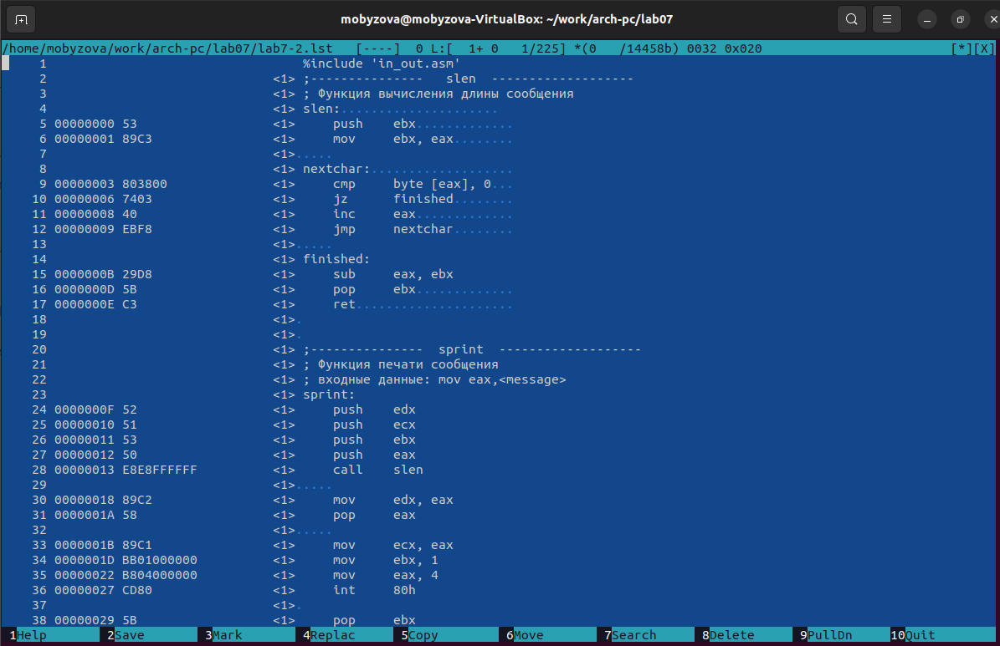 mobyzova@mobyzova-VirtualBox: ~/work/arch-pc/lab07
/home/mobyzova/work/arch-pc/lab07/lab7-2.lst   [----]  0 L:[  1+ 0   1/225] *(0   /14458b) 0032 0x020                         [*][X]
1                                  %include 'in_out.asm'
2                              <1> ;---------------   slen  -------------------
3                              <1> ; Функция вычисления длины сообщения
4                              <1> slen:.....................
5 00000000 53                  <1>     push    ebx.............
6 00000001 89C3                <1>     mov     ebx, eax........
7                              <1>.....
8                              <1> nextchar:...................
9 00000003 803800              <1>     cmp     byte [eax], 0...
10 00000006 7403                <1>     jz      finished........
11 00000008 40                  <1>     inc     eax.............
12 00000009 EBF8                <1>     jmp     nextchar........
13                              <1>.....
14                              <1> finished:
15 0000000B 29D8                <1>     sub     eax, ebx
16 0000000D 5B                  <1>     pop     ebx.............
17 0000000E C3                  <1>     ret.....................
18                              <1>.
19                              <1>.
20                              <1> ;---------------  sprint  -------------------
21                              <1> ; Функция печати сообщения
22                              <1> ; входные данные: mov eax,<message>
23                              <1> sprint:
24 0000000F 52                  <1>     push    edx
25 00000010 51                  <1>     push    ecx
26 00000011 53                  <1>     push    ebx
27 00000012 50                  <1>     push    eax
28 00000013 E8E8FFFFFF          <1>     call    slen
29                              <1>.....
30 00000018 89C2                <1>     mov     edx, eax
31 0000001A 58                  <1>     pop     eax
32                              <1>.....
33 0000001B 89C1                <1>     mov     ecx, eax
34 0000001D BB01000000          <1>     mov     ebx, 1
35 00000022 B804000000          <1>     mov     eax, 4
36 00000027 CD80                <1>     int     80h
37                              <1>.
38 00000029 5B                  <1>     pop     ebx
1Help 2Save 3Mark 4Replac 5Copy 6Move 7Search 8Delete 9PullDn 10Quit